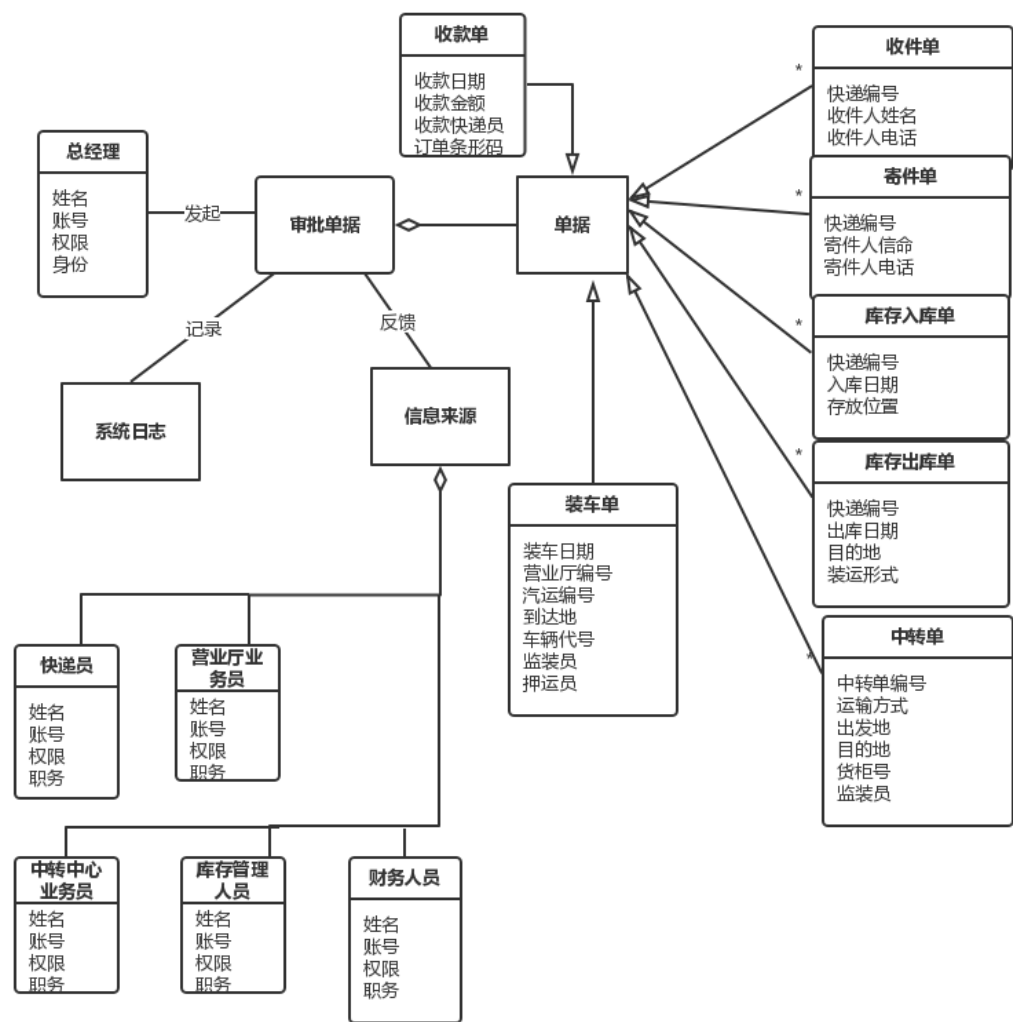 收款单
收款日期
收款金额
收款快递员
订单条形码
收件单
快递编号
收件人姓名
收件人电话
*
总经理
姓名
账号
权限
身份
发起
审批单据
单据
寄件单
快递编号
寄件人信命
寄件人电话
*
库存入库单
快递编号
入库日期
存放位置
*
记录
反馈
系统日志
信息来源
库存出库单
快递编号
出库日期
目的地
装运形式
*
装车单
装车日期
营业厅编号
汽运编号
到达地
车辆代号
监装员
押运员
中转单
中转单编号
运输方式
出发地
目的地
货柜号
监装员
*
快递员
姓名
账号
权限
职务
营业厅业
务员
姓名
账号
权限
职务
中转中心
业务员
姓名
账号
权限
职务
库存管理
人员
姓名
账号
权限
职务
财务人员
姓名
账号
权限
职务